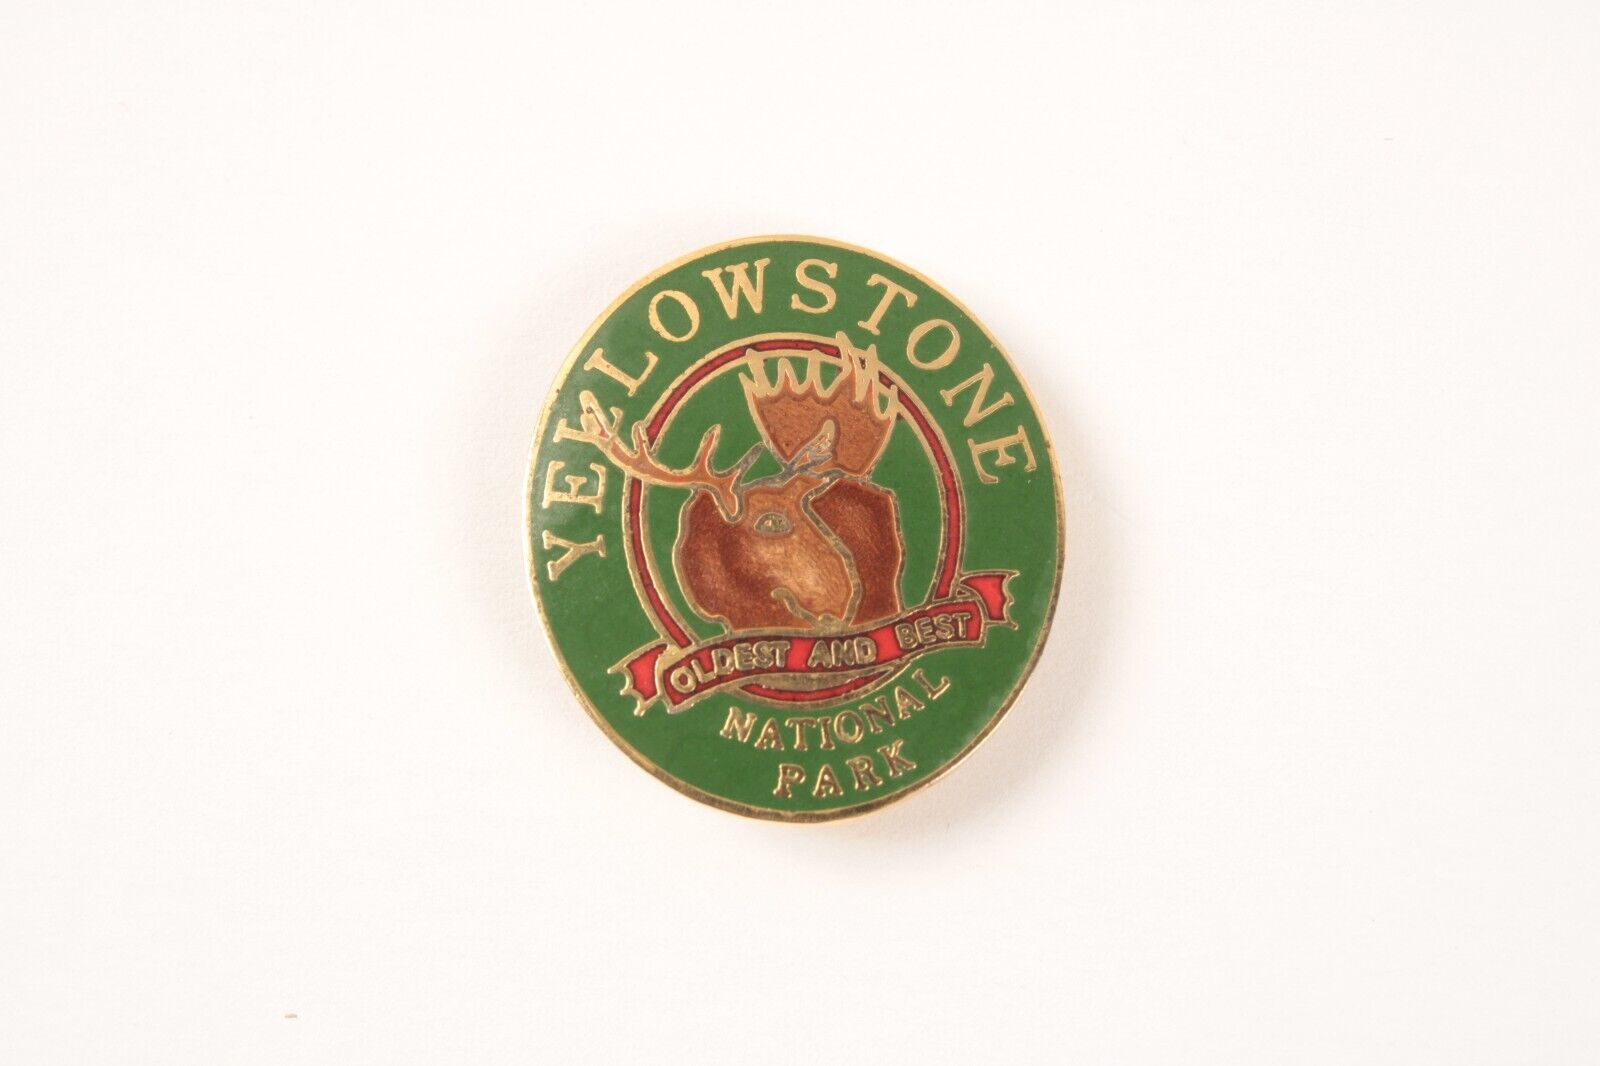 YELLOWSTONE
OLDEST AND BEST
NATIONAL
PARK